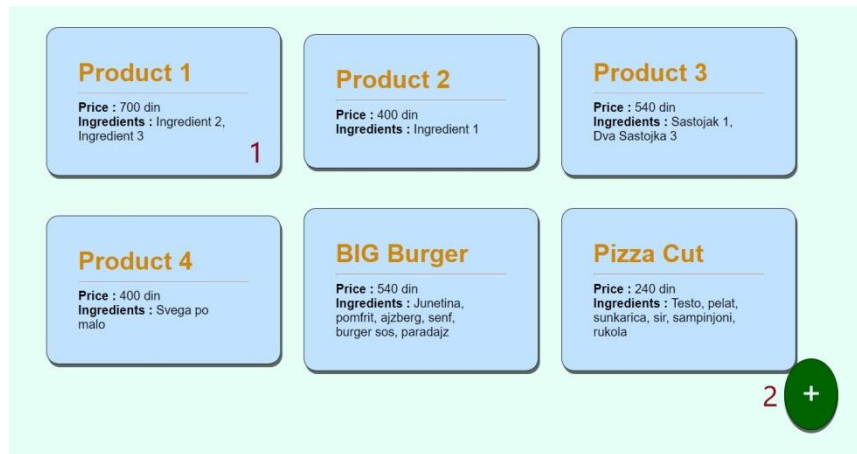 Product 1
Price : 700 din
Ingredients : Ingredient 2,
Ingredient 3
1
Product 2
Price : 400 din
Ingredients : Ingredient 1
Product 3
Price : 540 din
Ingredients : Sastojak 1,
Dva Sastojka 3
Product 4
Price : 400 din
Ingredients : Svega po
malo
BIG Burger
Price : 540 din
Ingredients : Junetina,
pomfrit, ajzberg, senf,
burger sos, paradajz
Pizza Cut
Price : 240 din
Ingredients : Testo, pelat,
sunkarica, sir, sampinjoni,
rukola
2
+